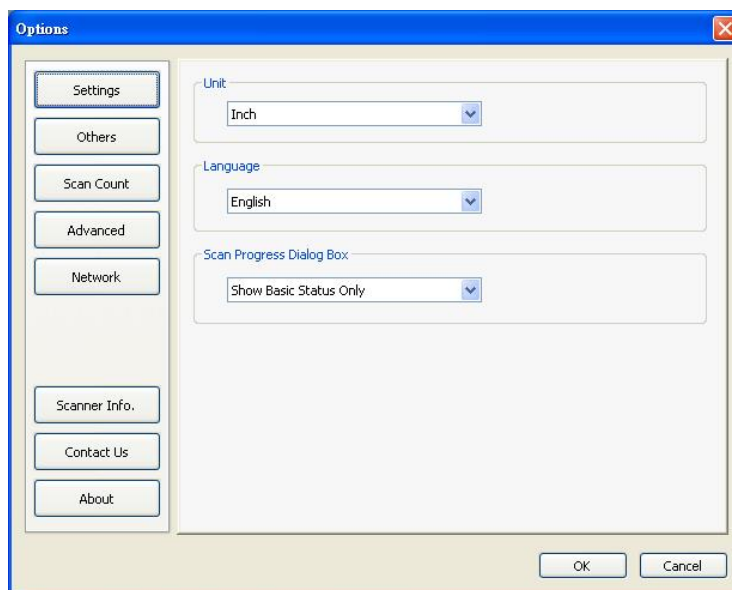 Options
Settings
Others
Scan Count
Advanced
Network
Scanner Info.
Contact Us
About
Unit
Inch
Language
English
Scan Progress Dialog Box
Show Basic Status Only
OK
Cancel